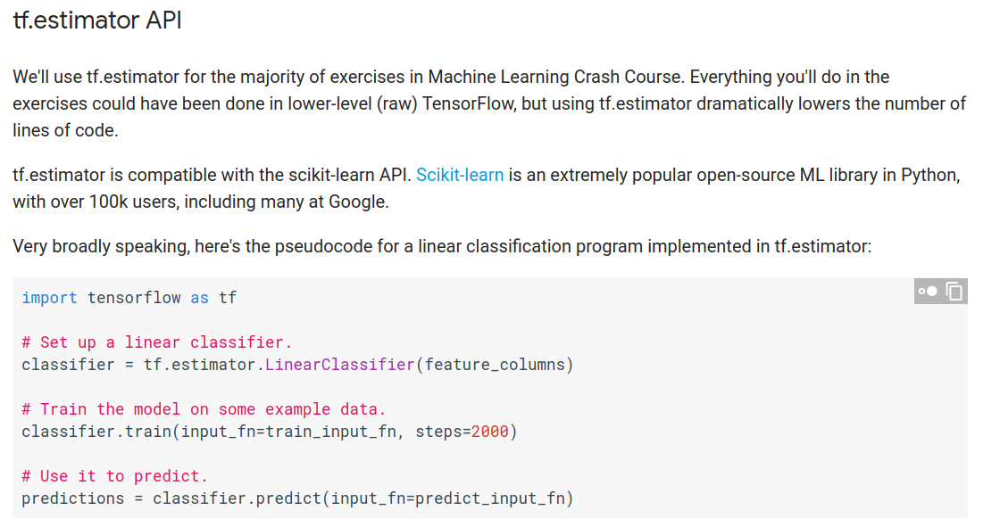 tf.estimator API
We'll use tf.estimator for the majority of exercises in Machine Learning Crash Course. Everything you'll do in the
exercises could have been done in lower-level (raw) TensorFlow, but using tf.estimator dramatically lowers the number of
lines of code.
tf.estimator is compatible with the scikit-learn API. Scikit-learn is an extremely popular open-source ML library in Python,
with over 100k users, including many at Google.
Very broadly speaking, here's the pseudocode for a linear classification program implemented in tf.estimator:
import tensorflow as tf
# Set up a linear classifier.
classifier = tf.estimator.LinearClassifier(feature_columns)
# Train the model on some example data.
classifier.train(input_fn=train_input_fn, steps=2000)
# Use it to predict.
predictions = classifier.predict(input_fn=predict_input_fn)